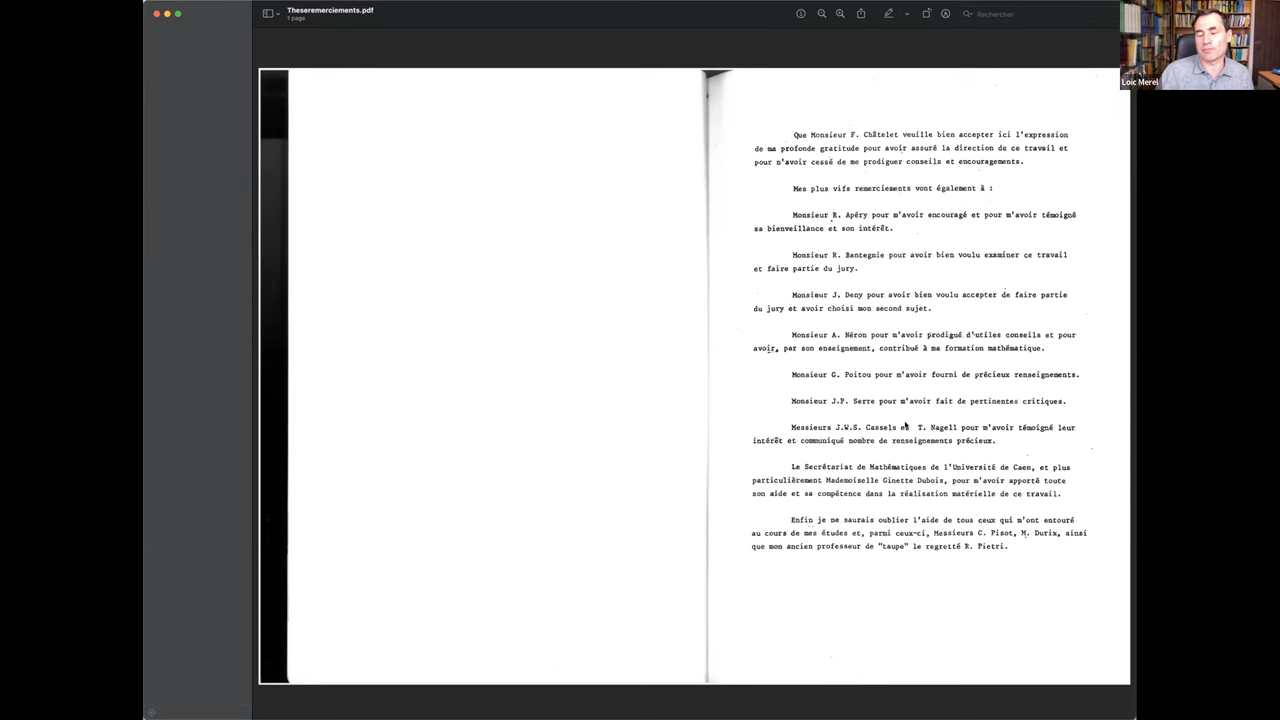 Theseremerciements.pdf
1 page
Rechercher
Loïc Merel
Que Monsieur F. Châtelet veuille bien accepter ici l'expression
de ma profonde gratitude pour avoir assuré la direction de ce travail et
pour n'avoir cessé de me prodiguer conseils et encouragements.
Mes plus vifs remerciements vont également à :
Monsieur R. Apéry pour m'avoir encouragé et pour m'avoir témoigné
sa bienveillance et son intérêt.
Monsieur R. Bantegnie pour avoir bien voulu examiner ce travail
et faire partie du jury.
Monsieur J. Deny pour avoir bien voulu accepter de faire partie
du jury et avoir choisi mon second sujet.
Monsieur A. Néron pour m'avoir prodigué d'utiles conseils et pour
avoir, par son enseignement, contribué à ma formation mathématique.
Monsieur G. Poitou pour m'avoir fourni de précieux renseignements.
Monsieur J.P. Serre pour m'avoir fait de pertinentes critiques.
Messieurs J.W.S. Cassels et T. Nagell pour m'avoir témoigné leur
intérêt et communiqué nombre de renseignements précieux.
Le Secrétariat de Mathématiques de l'Université de Caen, et plus
particulièrement Mademoiselle Ginette Dubois, pour m'avoir apporté toute
son aide et sa compétence dans la réalisation matérielle de ce travail.
Enfin je ne saurais oublier l'aide de tous ceux qui m'ont entouré
au cours de mes études et, parmi ceux-ci, Messieurs C. Pisot, M. Durix, ainsi
que mon ancien professeur de "taupe" le regretté R. Pietri.